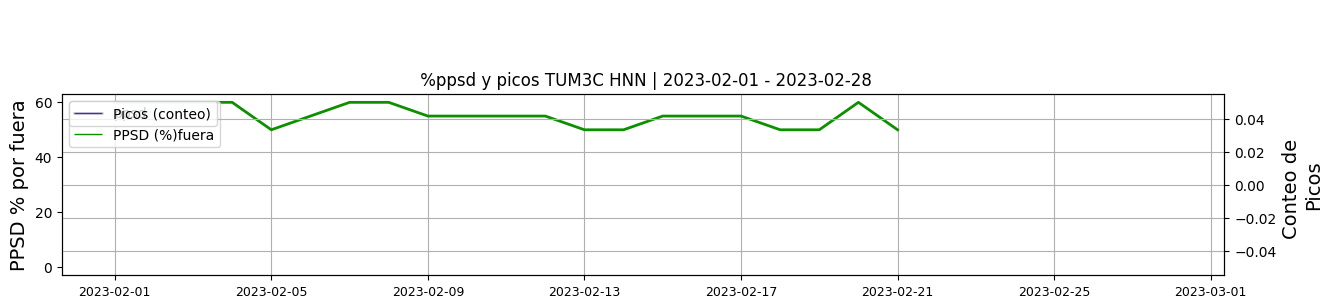 %ppsd y picos TUM3C HNN | 2023-02-01 - 2023-02-28
PPSD % por fuera
60
40
20
0
Picos (conteo)
PPSD (%)fuera
0.04
0.02
0.00
−0.02
−0.04
Conteo de
Picos
2023-02-01
2023-02-05
2023-02-09
2023-02-13
2023-02-17
2023-02-21
2023-02-25
2023-03-01